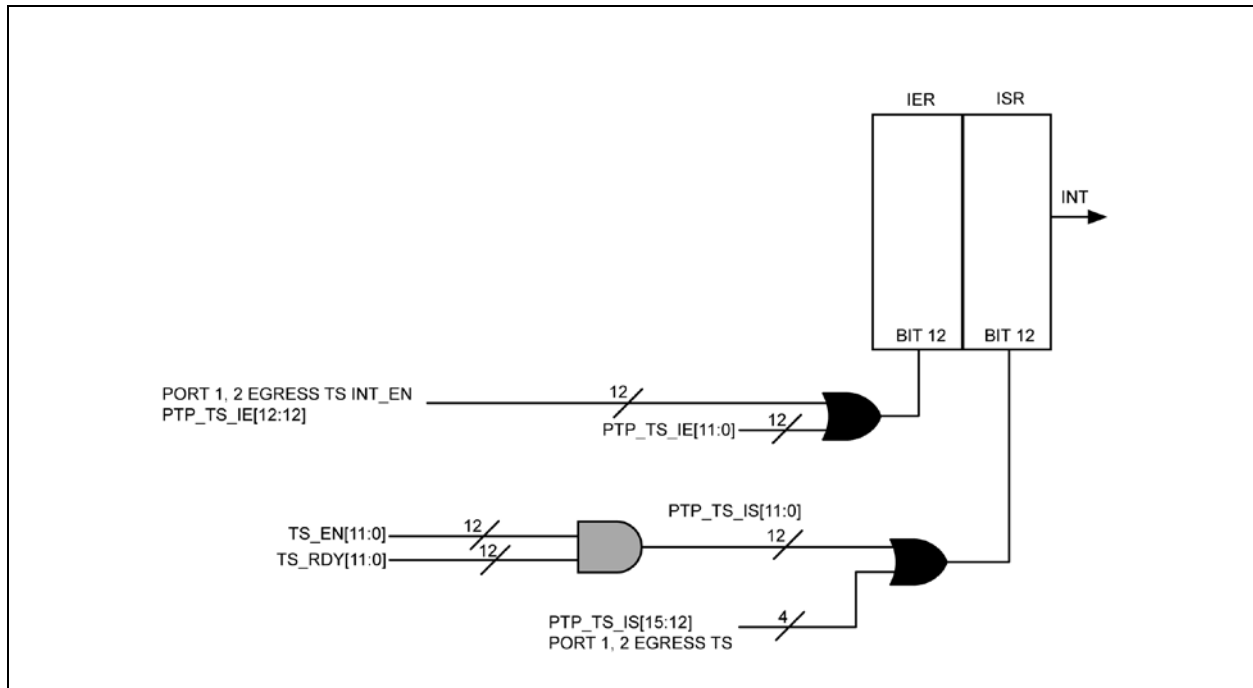 IER ISR
INT
BIT 12 BIT 12
PORT 1, 2 EGRESS TS INT_EN
PTP_TS_IE[12:12]
12
PTP_TS_IE[11:0]
12
PTP_TS_IS[11:0]
TS_EN[11:0]
12
12
TS_RDY[11:0]
12
PTP_TS_IS[15:12]
4
PORT 1, 2 EGRESS TS